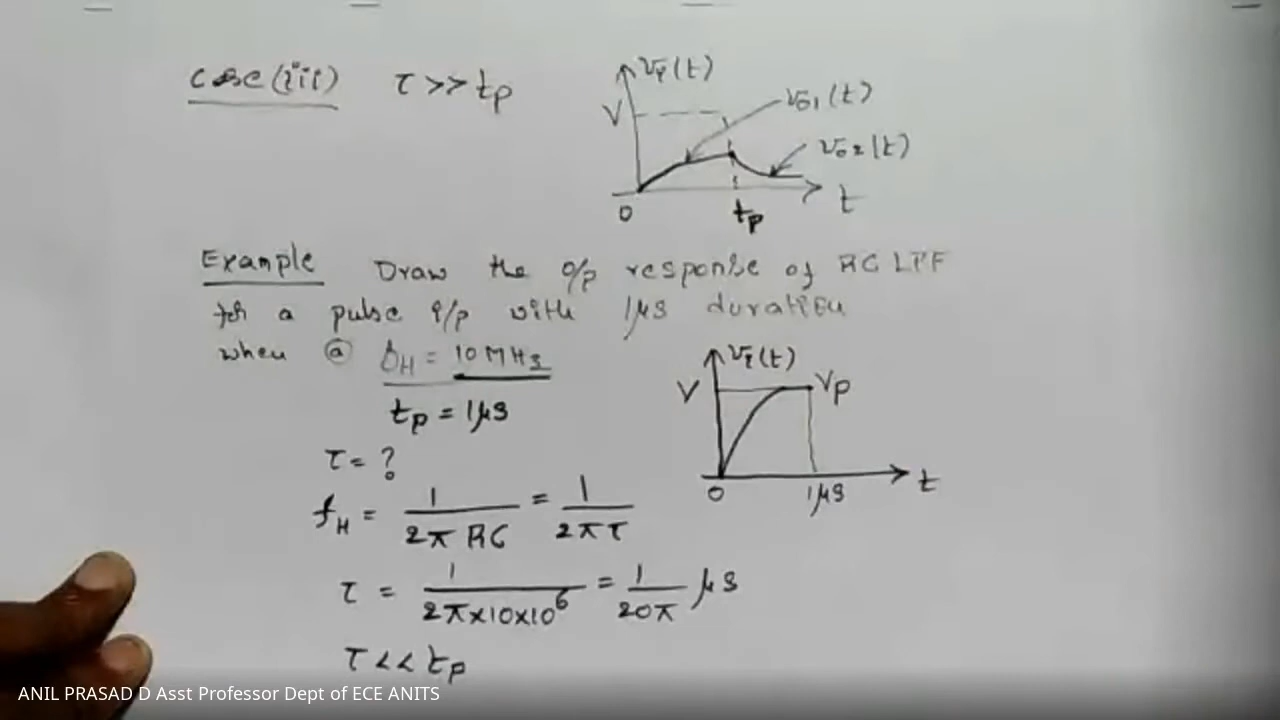 case (iii) τ >> tp
vi(t)
V
vo1(t)
vo2(t)
0 tp t
Example Draw the o/p response of RC LPF
for a pulse i/p with 1μs duration
when ⓐ fH = 10 MHz
tp = 1μs
vi(t)
V Vp
0 1μs t
τ = ?
fH = 1/2π RC = 1/2πτ
τ = 1/2π×10×10^6 = 1/20π μs
τ << tp
ANIL PRASAD D Asst Professor Dept of ECE ANITS